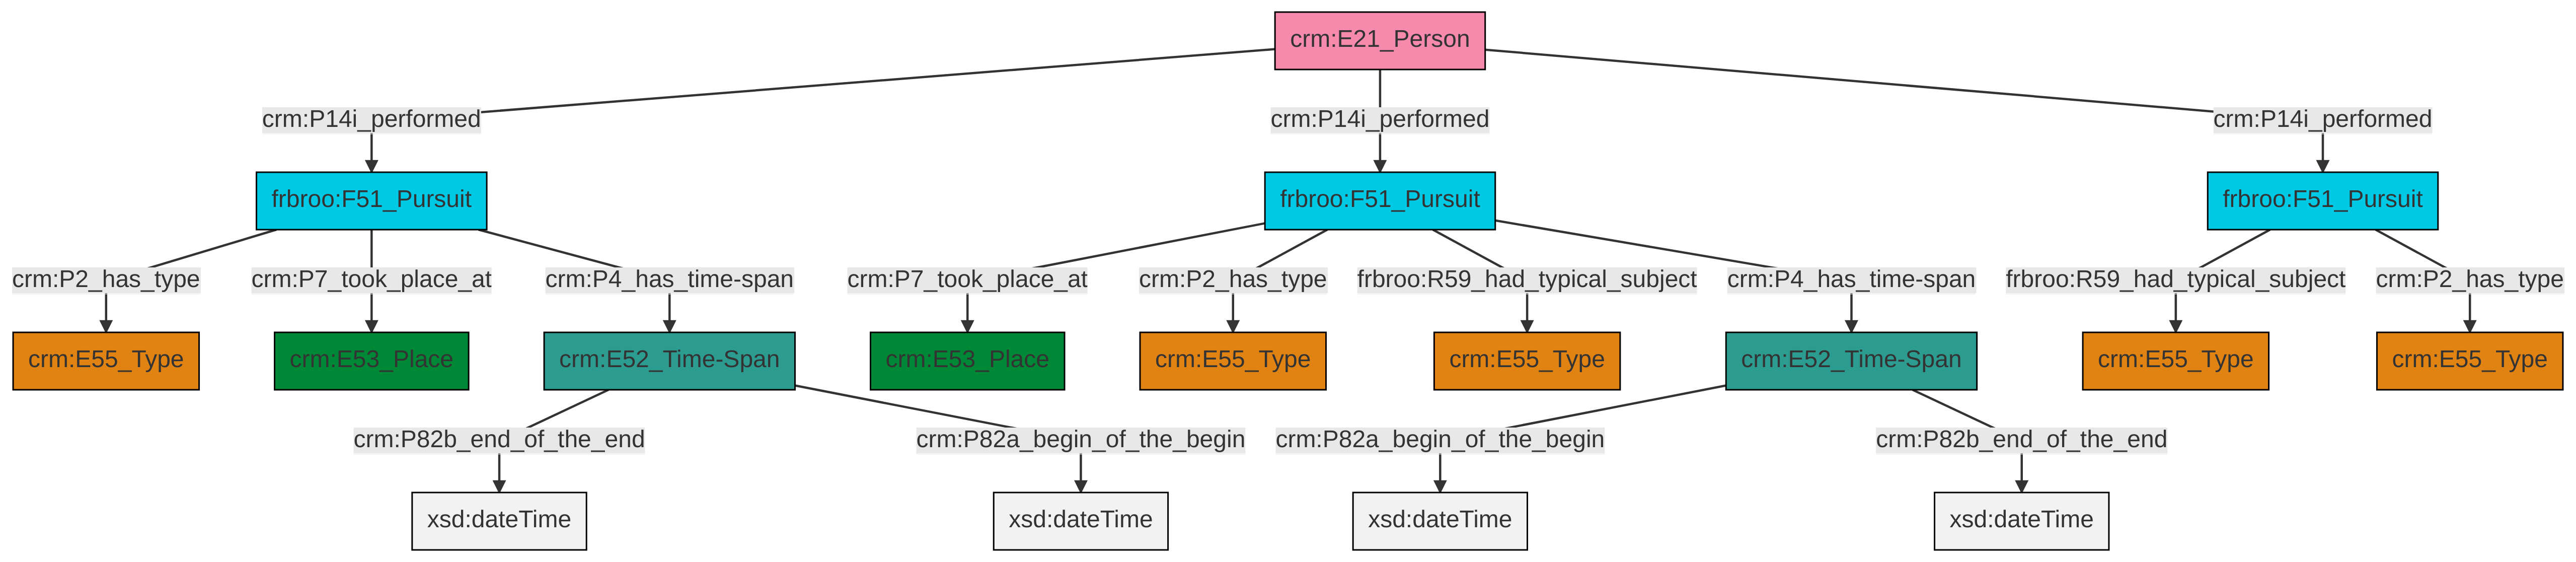 crm:E21_Person
crm:P14i_performed
crm:P14i_performed
crm:P14i_performed
frbroo:F51_Pursuit
frbroo:F51_Pursuit
frbroo:F51_Pursuit
crm:P2_has_type
crm:P7_took_place_at
crm:P4_has_time-span
crm:P7_took_place_at
crm:P2_has_type
frbroo:R59_had_typical_subject
crm:P4_has_time-span
frbroo:R59_had_typical_subject
crm:P2_has_type
crm:E55_Type
crm:E53_Place
crm:E52_Time-Span
crm:E53_Place
crm:E55_Type
crm:E55_Type
crm:E52_Time-Span
crm:E55_Type
crm:E55_Type
crm:P82b_end_of_the_end
crm:P82a_begin_of_the_begin
crm:P82a_begin_of_the_begin
crm:P82b_end_of_the_end
xsd:dateTime
xsd:dateTime
xsd:dateTime
xsd:dateTime